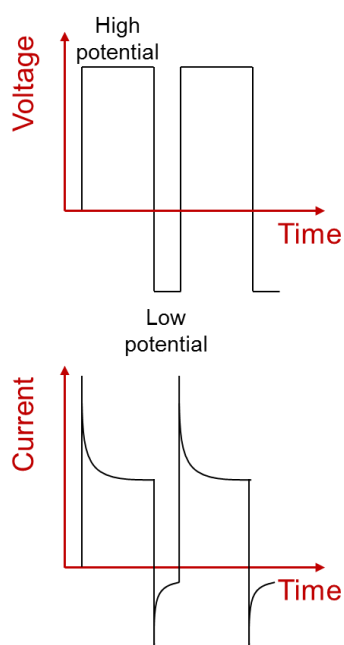 High
potential
Voltage
Time
Low
potential
Current
Time